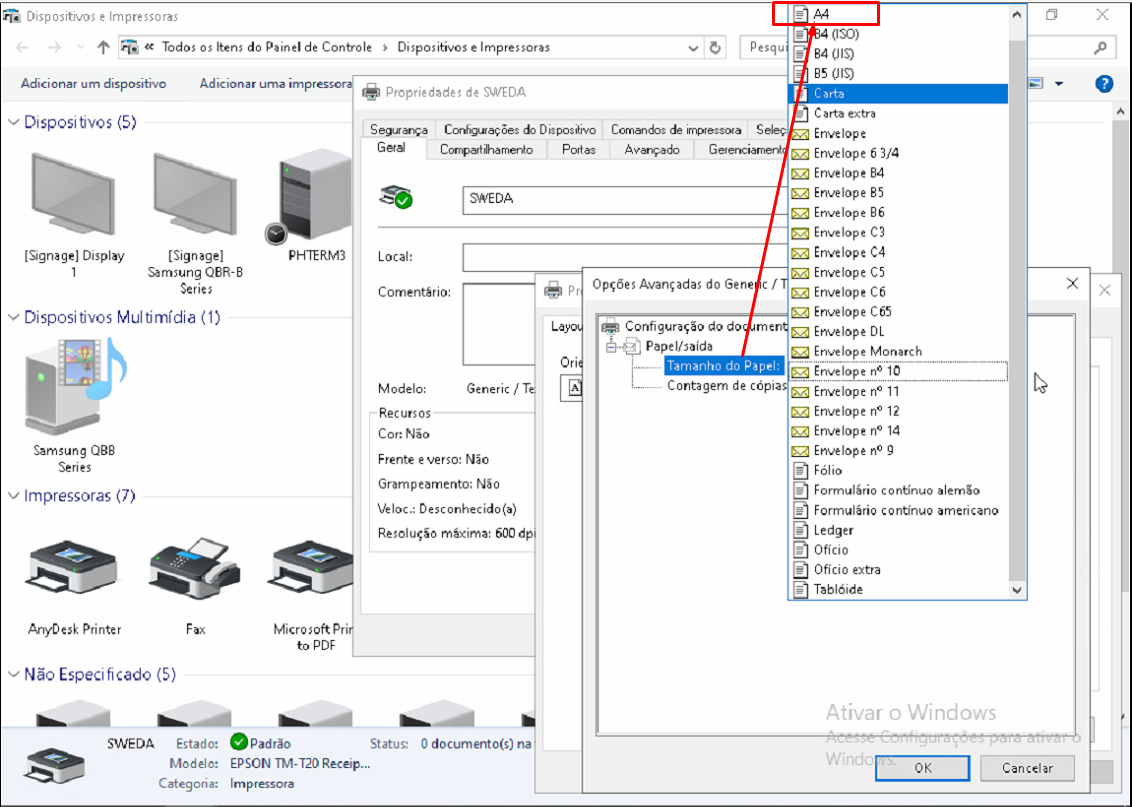 Dispositivos e Impressoras
Todos os Itens do Painel de Controle
Dispositivos e Impressoras
Adicionar um dispositivo
Adicionar uma impressora
?
Dispositivos (5)
[Signage] Display
1
[Signage]
Samsung QBR-B
Series
PHTERM3
Dispositivos Multimídia (1)
Samsung QBB
Series
Impressoras (7)
AnyDesk Printer
Fax
to PDF
Não Especificado (5)
SWEDA
Estado:
Padrão
Status:
0 documento(s) na
Modelo:
EPSON TM-T20 Receip...
Categoria:
Impressora
Propriedades de SWEDA
Segurança
Configurações do Dispositivo
Comandos de impressora
Geral
Compartilhamento
Portas
Avançado
Gerenciamento
SWEDA
Local:
Comentário:
Modelo:
Generic /
Recursos
Cor: Não
Frente e verso: Não
Grampeamento: Não
Veloc.: Desconhecido(a)
Resolução máxima: 600 dpi
A
Opções Avançadas do Generic /
Configuração do
Papel/saída
Tamanho do Papel:
Contagem de cópias
A4
B4 (ISO)
B4 (JIS)
B5 (JIS)
Carta
Carta extra
Envelope
Envelope 6 3/4
Envelope B4
Envelope B5
Envelope B6
Envelope C3
Envelope C4
Envelope C5
Envelope C6
Envelope C65
Envelope DL
Envelope Monarch
Envelope nº 10
Envelope nº 11
Envelope nº 12
Envelope nº 14
Envelope nº 9
Fólio
Formulário contínuo alemão
Formulário contínuo americano
Ledger
Ofício
Ofício extra
Tablóide
Ativar o Windows
Acesse Configurações para ativar o
Windows.
OK
Cancelar